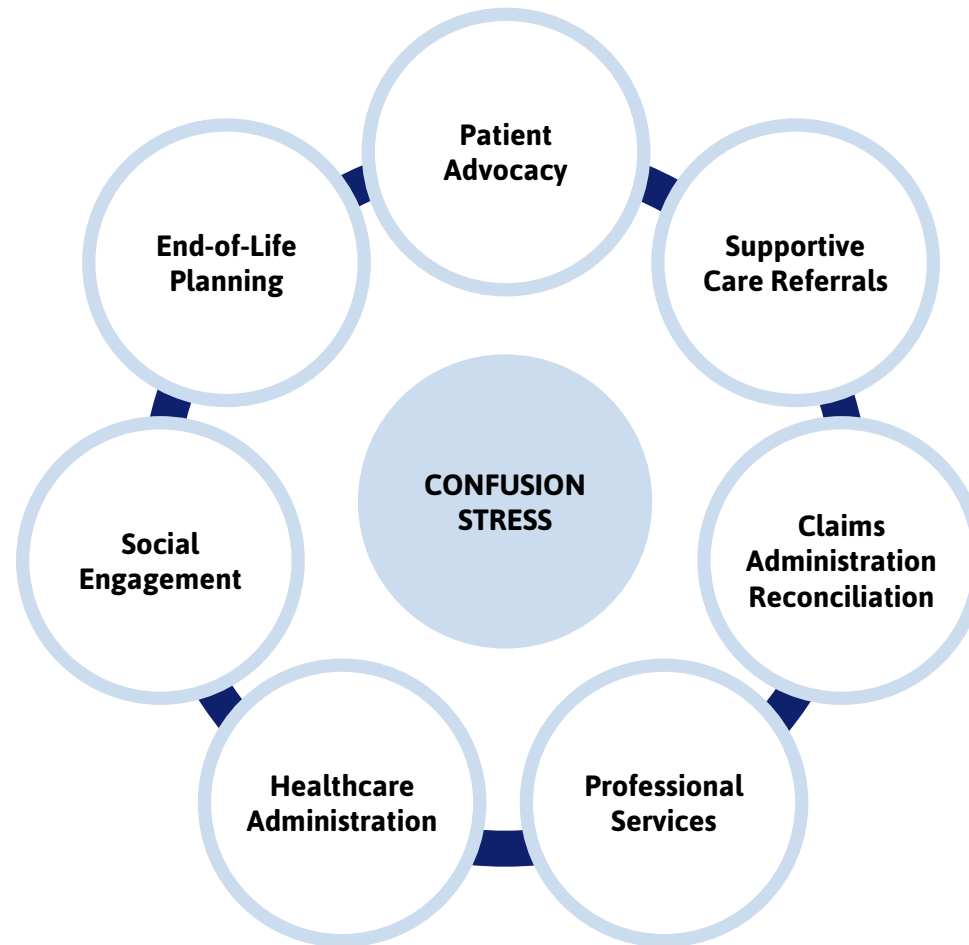 Patient
Advocacy
Supportive
Care Referrals
Claims
Administration
Reconciliation
Professional
Services
Healthcare
Administration
Social
Engagement
End-of-Life
Planning
CONFUSION
STRESS